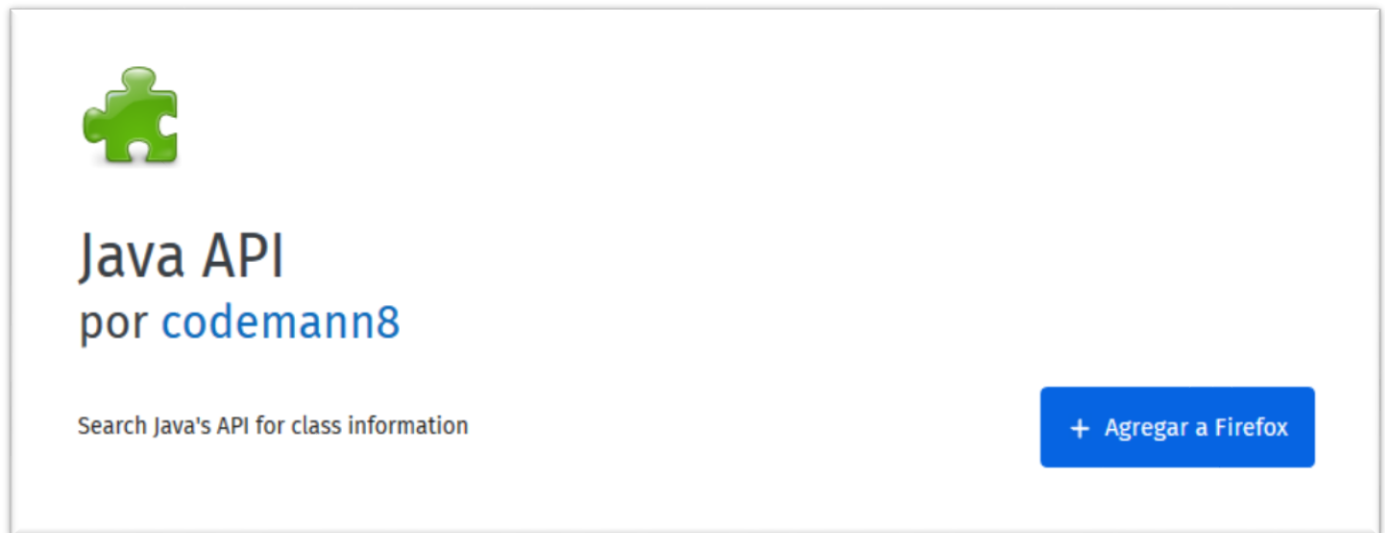 Java API
por codemann8
Search Java's API for class information
+ Agregar a Firefox